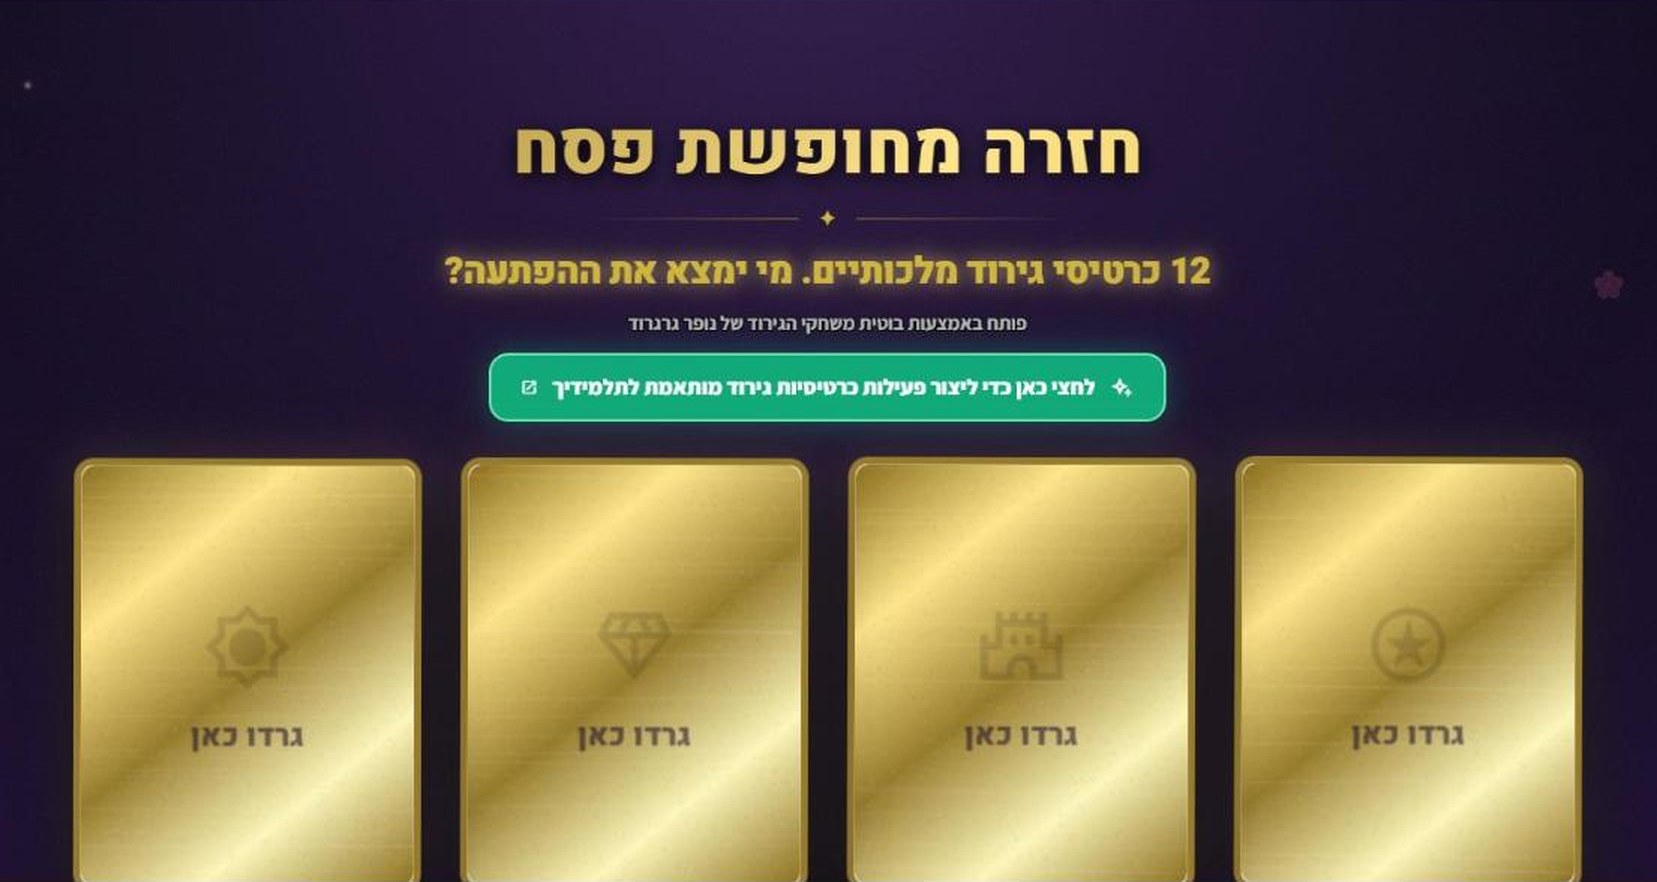 חזרה מחופשת פסח
12 כרטיסי גירוד מלכותיים. מי ימצא את ההפתעה?
פותח באמצעות בוטית משחקי הגירוד של נופר גרגרוד
לחצי כאן כדי ליצור פעילות כרטיסיות גירוד מותאמת לתלמידיך
גרדו כאן
גרדו כאן
גרדו כאן
גרדו כאן